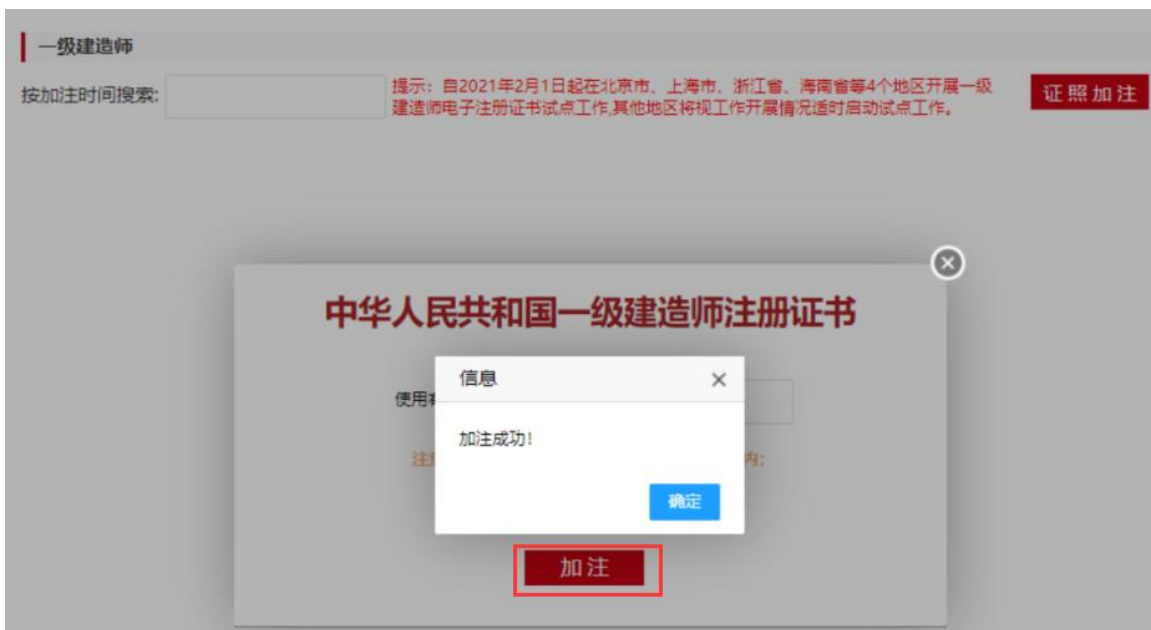 一级建造师
按加注时间搜索:
提示：自2021年2月1日起在北京市、上海市、浙江省、海南省等4个地区开展一级
建造师电子注册证书试点工作,其他地区将视工作开展情况适时启动试点工作。
证照加注
中华人民共和国一级建造师注册证书
信息
使用
加注成功!
注
内;
确定
加注